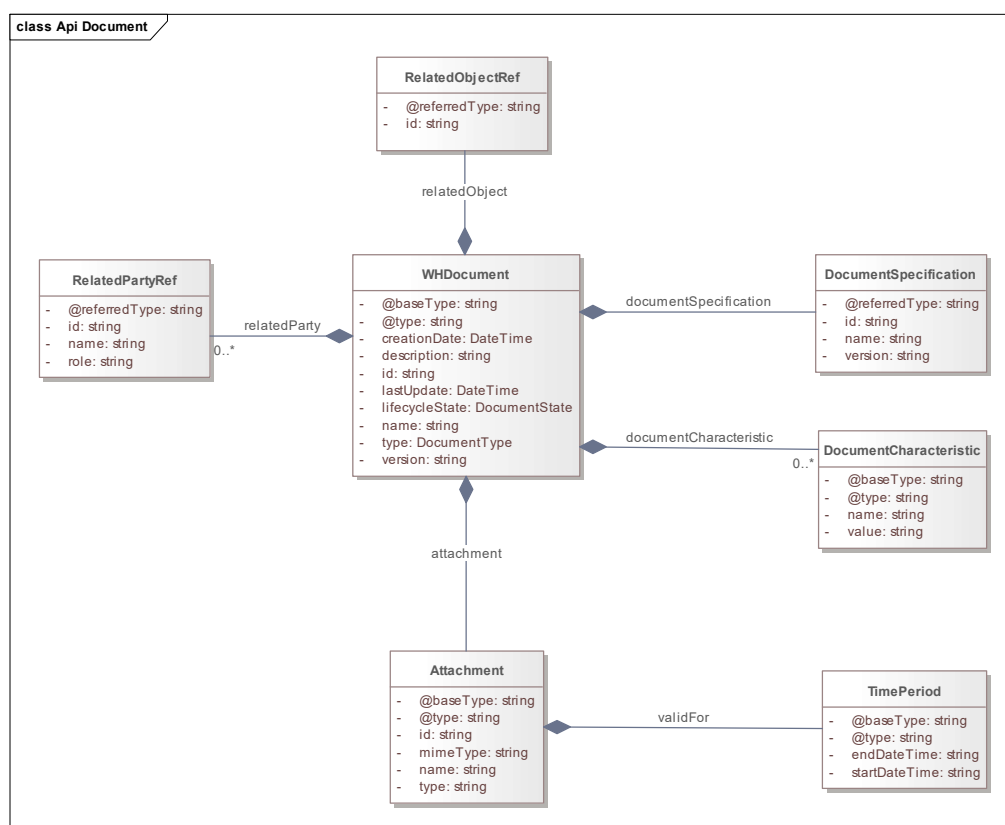 class Api Document
RelatedObjectRef
- @referredType: string
- id: string
relatedObject
RelatedPartyRef
- @referredType: string
- id: string
- name: string
- role: string
relatedParty
0..*
WHDocument
- @baseType: string
- @type: string
- creationDate: DateTime
- description: string
- id: string
- lastUpdate: DateTime
- lifecycleState: DocumentState
- name: string
- type: DocumentType
- version: string
documentSpecification
DocumentSpecification
- @referredType: string
- id: string
- name: string
- version: string
documentCharacteristic
0..*
DocumentCharacteristic
- @baseType: string
- @type: string
- name: string
- value: string
attachment
Attachment
- @baseType: string
- @type: string
- id: string
- mimeType: string
- name: string
- type: string
validFor
TimePeriod
- @baseType: string
- @type: string
- endDateTime: string
- startDateTime: string